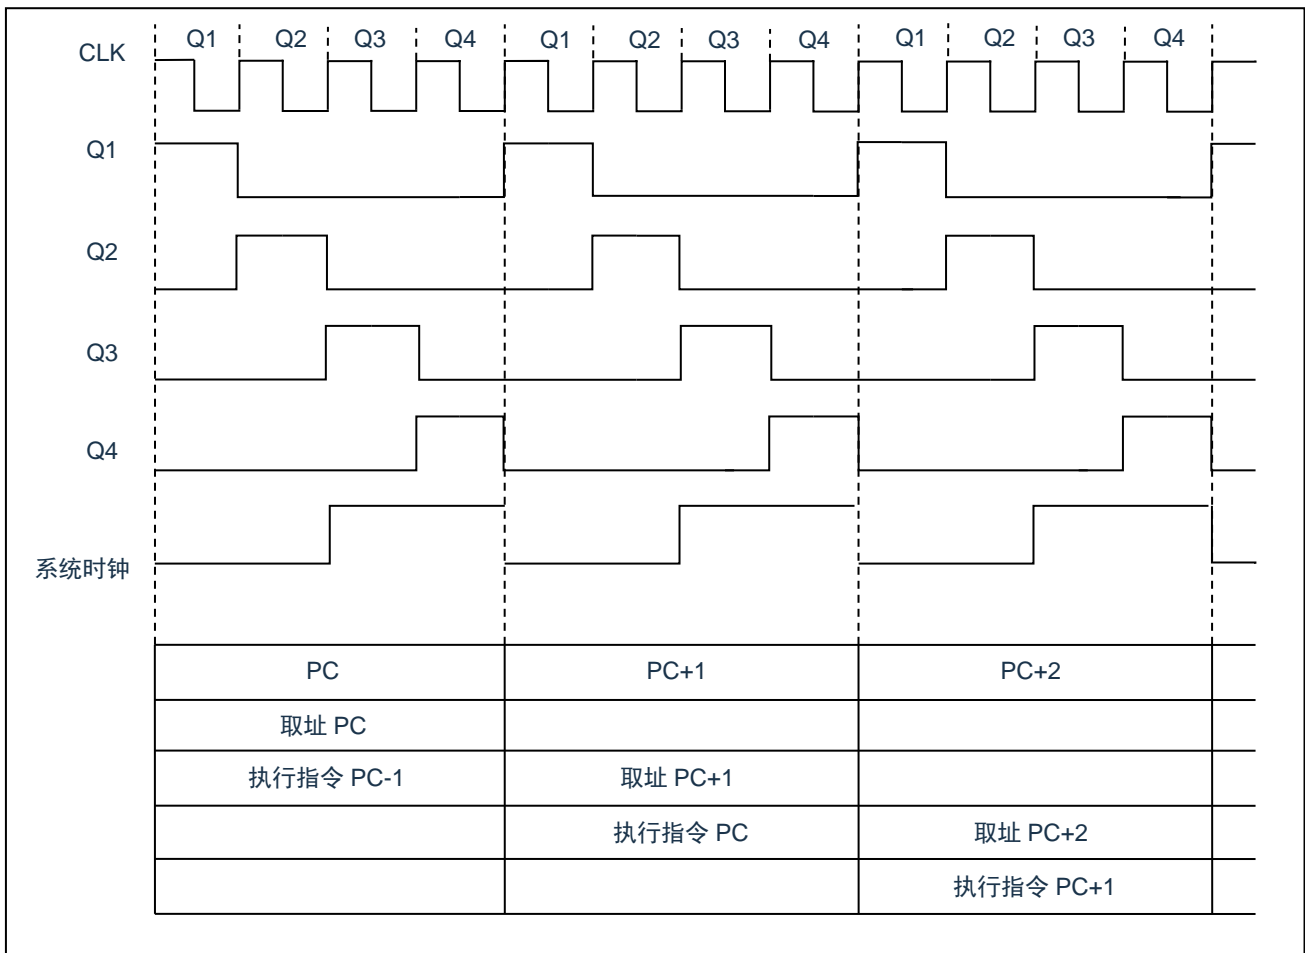 Q1 Q2 Q3 Q4 Q1 Q2 Q3 Q4 Q1 Q2 Q3 Q4
CLK
Q1
Q2
Q3
Q4
系统时钟
PC PC+1 PC+2
取址 PC
执行指令 PC-1 取址 PC+1
执行指令 PC 取址 PC+2
执行指令 PC+1